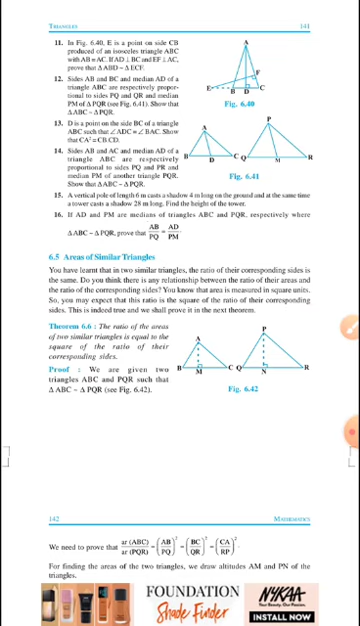 TRIANGLES 141
11. In Fig. 6.40, E is a point on side CB
produced of an isosceles triangle ABC
with AB = AC. If AD ⊥ BC and EF ⊥ AC,
prove that Δ ABD ~ Δ ECF.
12. Sides AB and BC and median AD of a
triangle ABC are respectively propor-
tional to sides PQ and QR and median
PM of Δ PQR (see Fig. 6.41). Show that
Δ ABC ~ Δ PQR.
A
F
E B D C
Fig. 6.40
13. D is a point on the side BC of a triangle
ABC such that ∠ ADC = ∠ BAC. Show
that CA² = CB.CD.
14. Sides AB and AC and median AD of a
triangle ABC are respectively
proportional to sides PQ and PR and
median PM of another triangle PQR.
Show that Δ ABC ~ Δ PQR.
A P
B D C Q M R
Fig. 6.41
15. A vertical pole of length 6 m casts a shadow 4 m long on the ground and at the same time
a tower casts a shadow 28 m long. Find the height of the tower.
16. If AD and PM are medians of triangles ABC and PQR, respectively where
Δ ABC ~ Δ PQR, prove that AB/PQ = AD/PM.
6.5 Areas of Similar Triangles
You have learnt that in two similar triangles, the ratio of their corresponding sides is
the same. Do you think there is any relationship between the ratio of their areas and
the ratio of the corresponding sides? You know that area is measured in square units.
So, you may expect that this ratio is the square of the ratio of their corresponding
sides. This is indeed true and we shall prove it in the next theorem.
Theorem 6.6 : The ratio of the areas
of two similar triangles is equal to the
square of the ratio of their
corresponding sides.
Proof : We are given two
triangles ABC and PQR such that
Δ ABC ~ Δ PQR (see Fig. 6.42).
A P
B M C Q N R
Fig. 6.42
142 MATHEMATICS
We need to prove that ar (ABC)/ar (PQR) = (AB/PQ)² = (BC/QR)² = (CA/RP)².
For finding the areas of the two triangles, we draw altitudes AM and PN of the
triangles.
FOUNDATION
Shade Finder
NYKAA
Your Beauty. Our Passion.
INSTALL NOW